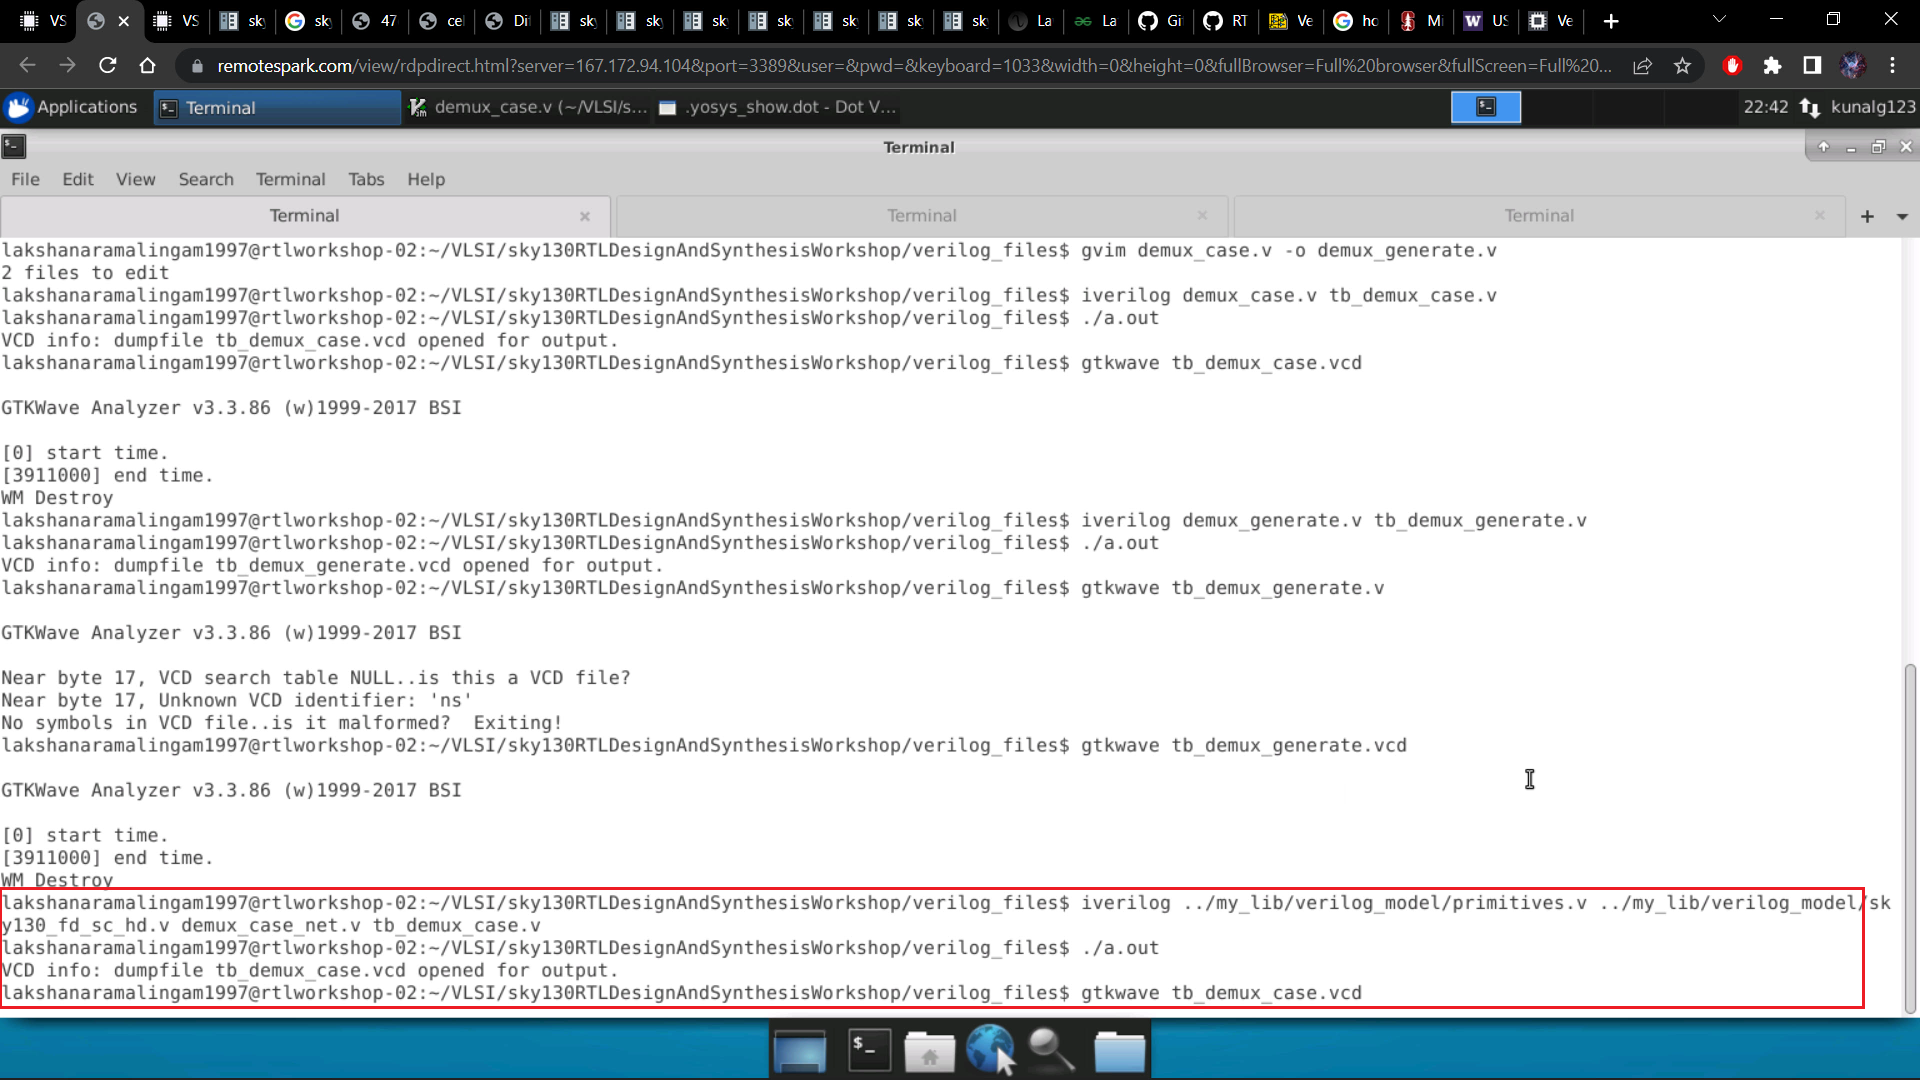 VS
VS
sk
sk
47
cel
Di
sk
sk
sk
sk
sk
sk
sk
La
La
Gi
RT
Ve
hc
Mi
US
Ve
remotespark.com/view/rdpdirect.html?server=167.172.94.104&port=3389&user=&pwd=&keyboard=1033&width=0&height=0&fullBrowser=Full%20browser&fullScreen=Full%20...
Applications
Terminal
demux_case.v (~/VLSI/s...
.yosys_show.dot - Dot V...
22:42
kunalg123
Terminal
File Edit View Search Terminal Tabs Help
Terminal
Terminal
Terminal
lakshanaramalingam1997@rtlworkshop-02:~/VLSI/sky130RTLDesignAndSynthesisWorkshop/verilog_files$ gvim demux_case.v -o demux_generate.v
2 files to edit
lakshanaramalingam1997@rtlworkshop-02:~/VLSI/sky130RTLDesignAndSynthesisWorkshop/verilog_files$ iverilog demux_case.v tb_demux_case.v
lakshanaramalingam1997@rtlworkshop-02:~/VLSI/sky130RTLDesignAndSynthesisWorkshop/verilog_files$ ./a.out
VCD info: dumpfile tb_demux_case.vcd opened for output.
lakshanaramalingam1997@rtlworkshop-02:~/VLSI/sky130RTLDesignAndSynthesisWorkshop/verilog_files$ gtkwave tb_demux_case.vcd
GTKWave Analyzer v3.3.86 (w)1999-2017 BSI
[0] start time.
[3911000] end time.
WM Destroy
lakshanaramalingam1997@rtlworkshop-02:~/VLSI/sky130RTLDesignAndSynthesisWorkshop/verilog_files$ iverilog demux_generate.v tb_demux_generate.v
lakshanaramalingam1997@rtlworkshop-02:~/VLSI/sky130RTLDesignAndSynthesisWorkshop/verilog_files$ ./a.out
VCD info: dumpfile tb_demux_generate.vcd opened for output.
lakshanaramalingam1997@rtlworkshop-02:~/VLSI/sky130RTLDesignAndSynthesisWorkshop/verilog_files$ gtkwave tb_demux_generate.v
GTKWave Analyzer v3.3.86 (w)1999-2017 BSI
Near byte 17, VCD search table NULL..is this a VCD file?
Near byte 17, Unknown VCD identifier: 'ns'
No symbols in VCD file..is it malformed?  Exiting!
lakshanaramalingam1997@rtlworkshop-02:~/VLSI/sky130RTLDesignAndSynthesisWorkshop/verilog_files$ gtkwave tb_demux_generate.vcd
GTKWave Analyzer v3.3.86 (w)1999-2017 BSI
[0] start time.
[3911000] end time.
WM Destroy
lakshanaramalingam1997@rtlworkshop-02:~/VLSI/sky130RTLDesignAndSynthesisWorkshop/verilog_files$ iverilog ../my_lib/verilog_model/primitives.v ../my_lib/verilog_model/sk
y130_fd_sc_hd.v demux_case_net.v tb_demux_case.v
lakshanaramalingam1997@rtlworkshop-02:~/VLSI/sky130RTLDesignAndSynthesisWorkshop/verilog_files$ ./a.out
VCD info: dumpfile tb_demux_case.vcd opened for output.
lakshanaramalingam1997@rtlworkshop-02:~/VLSI/sky130RTLDesignAndSynthesisWorkshop/verilog_files$ gtkwave tb_demux_case.vcd